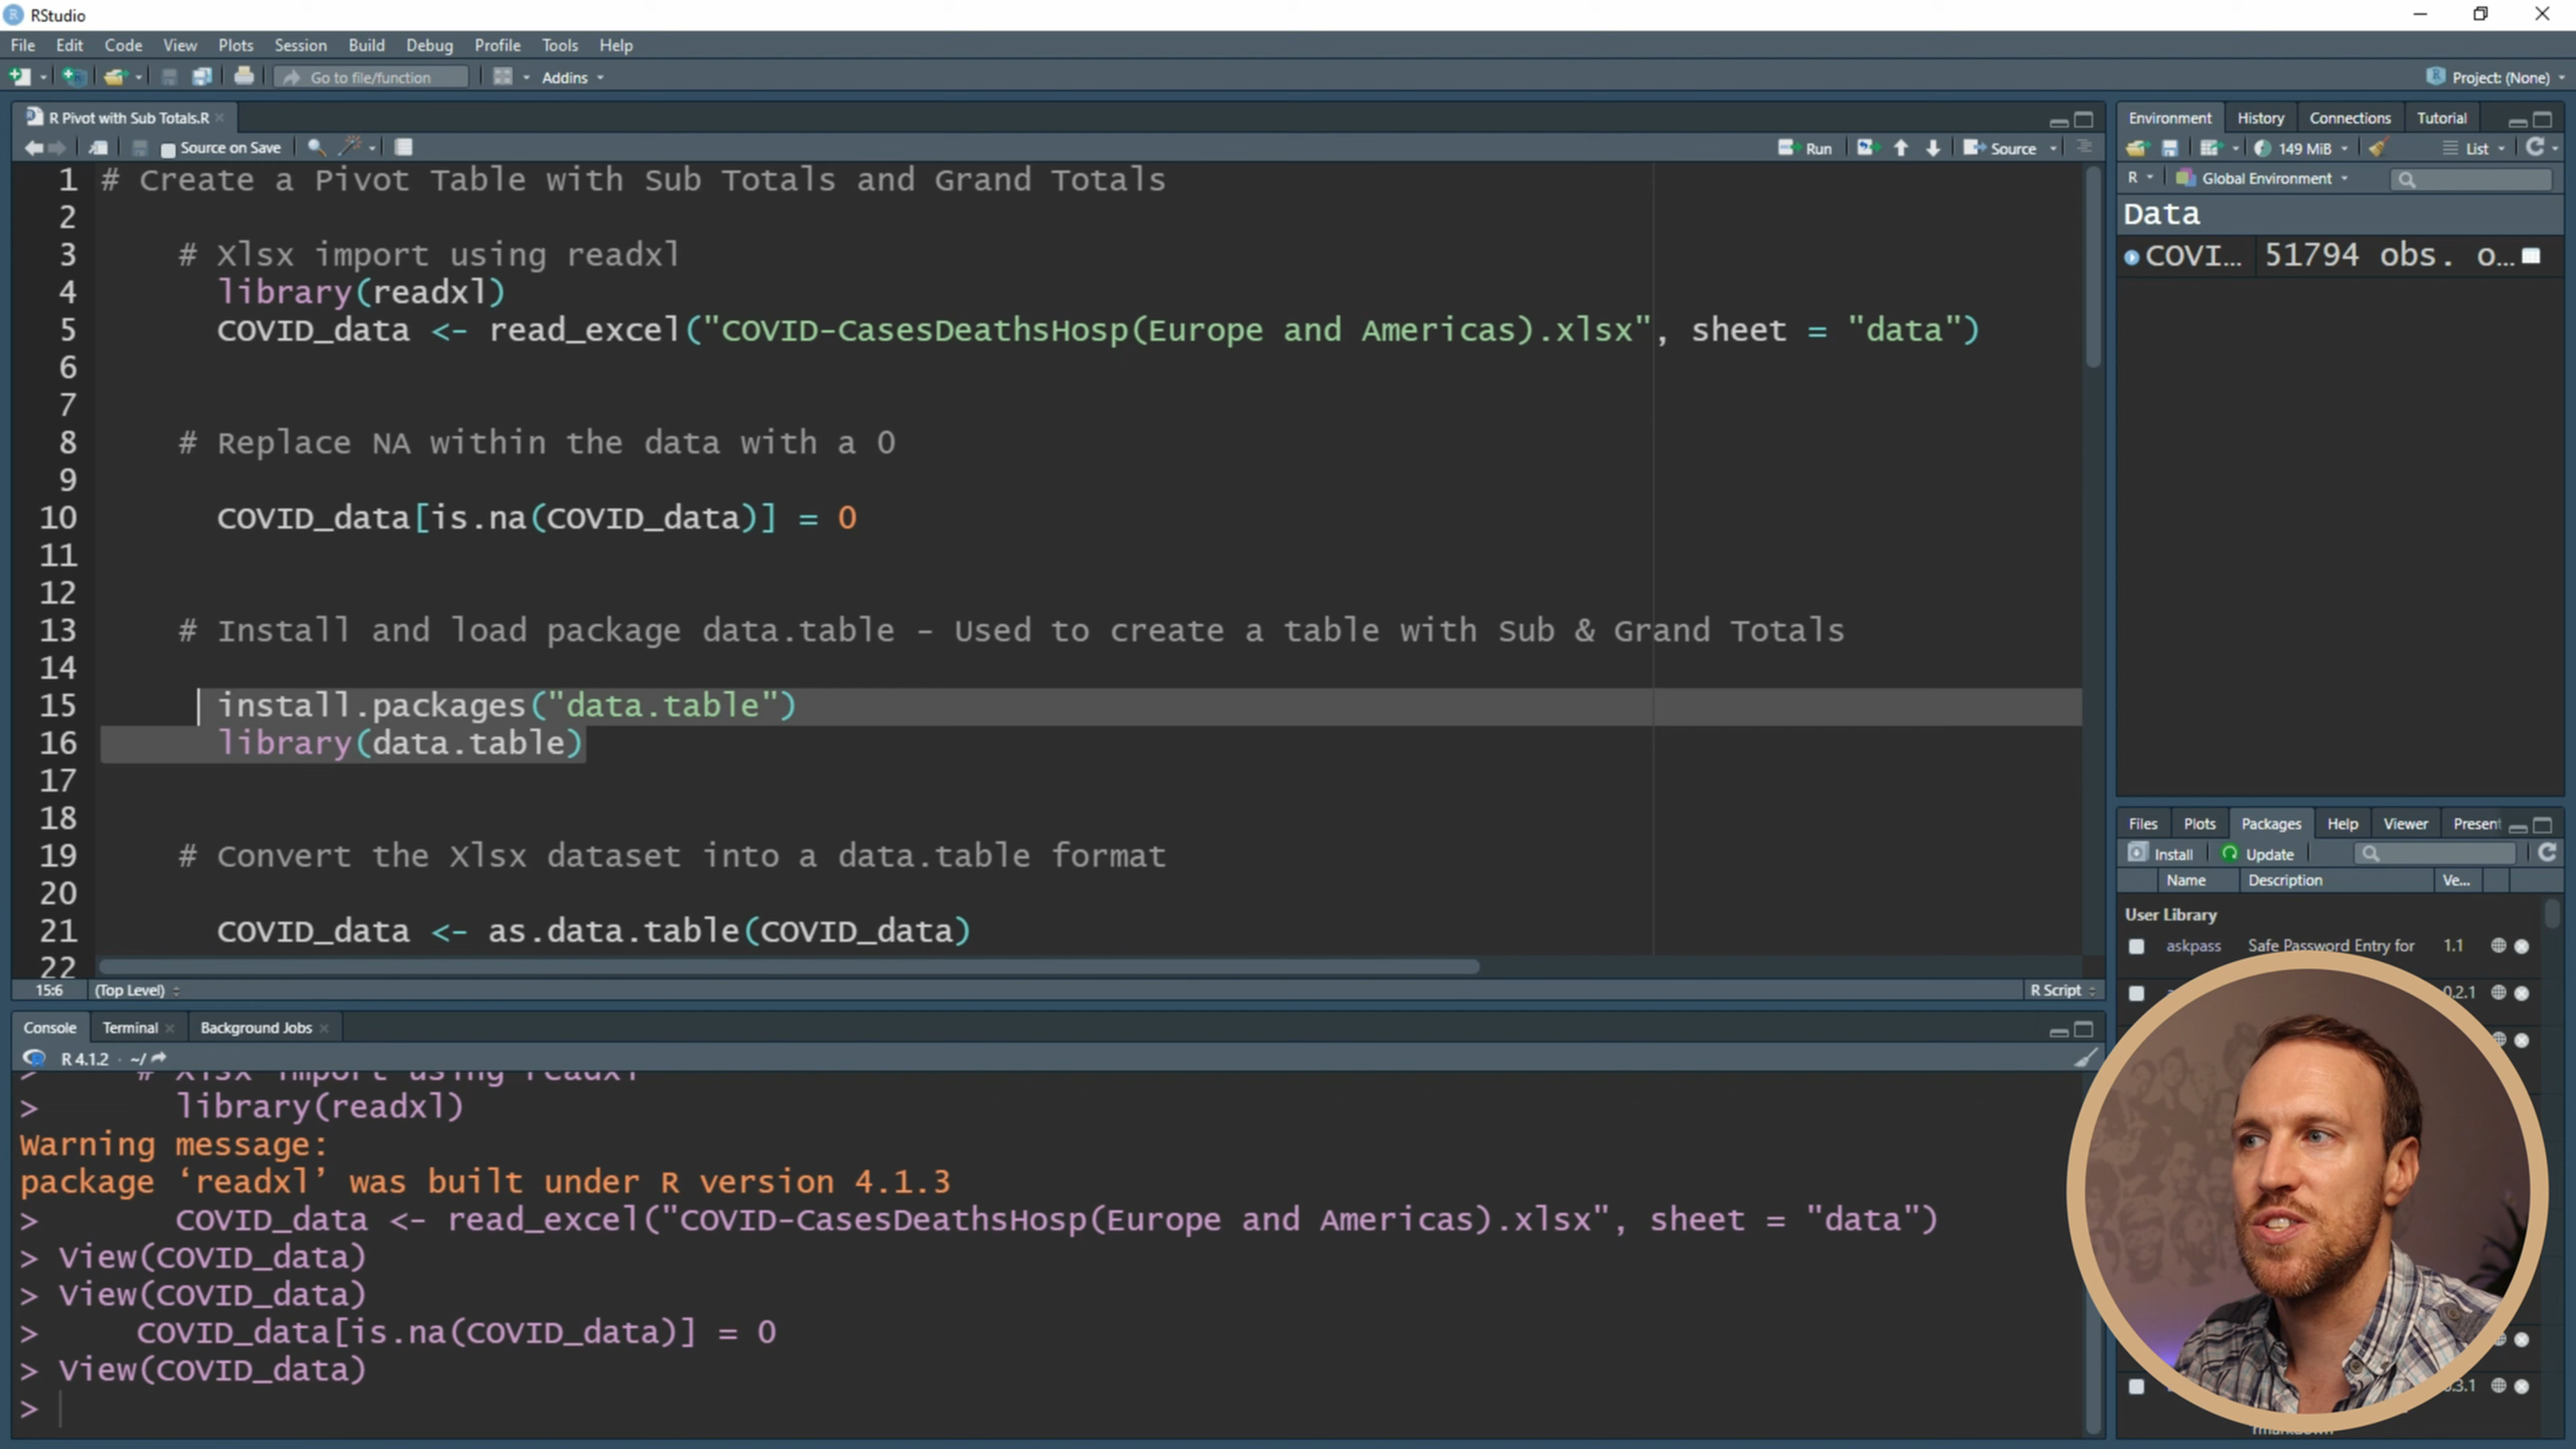 RStudio
File Edit Code View Plots Session Build Debug Profile Tools Help
Go to file/function Addins Project: (None)
R Pivot with Sub Totals.R
Source on Save Run Source
1 # Create a Pivot Table with Sub Totals and Grand Totals
2
3 # Xlsx import using readxl
4 library(readxl)
5 COVID_data <- read_excel("COVID-CasesDeathsHosp(Europe and Americas).xlsx", sheet = "data")
6
7
8 # Replace NA within the data with a 0
9
10 COVID_data[is.na(COVID_data)] = 0
11
12
13 # Install and load package data.table - Used to create a table with Sub & Grand Totals
14
15 install.packages("data.table")
16 library(data.table)
17
18
19 # Convert the Xlsx dataset into a data.table format
20
21 COVID_data <- as.data.table(COVID_data)
22
15:6 (Top Level) R Script
Console Terminal Background Jobs
R 4.1.2 · ~/
> # Xlsx import using readxl
> library(readxl)
Warning message:
package ‘readxl’ was built under R version 4.1.3
> COVID_data <- read_excel("COVID-CasesDeathsHosp(Europe and Americas).xlsx", sheet = "data")
> View(COVID_data)
> View(COVID_data)
> COVID_data[is.na(COVID_data)] = 0
> View(COVID_data)
>
Environment History Connections Tutorial
149 MiB List
R Global Environment
Data
COVI... 51794 obs. o...
Files Plots Packages Help Viewer Present
Install Update
Name Description Ve...
User Library
askpass Safe Password Entry for 1.1
0.2.1